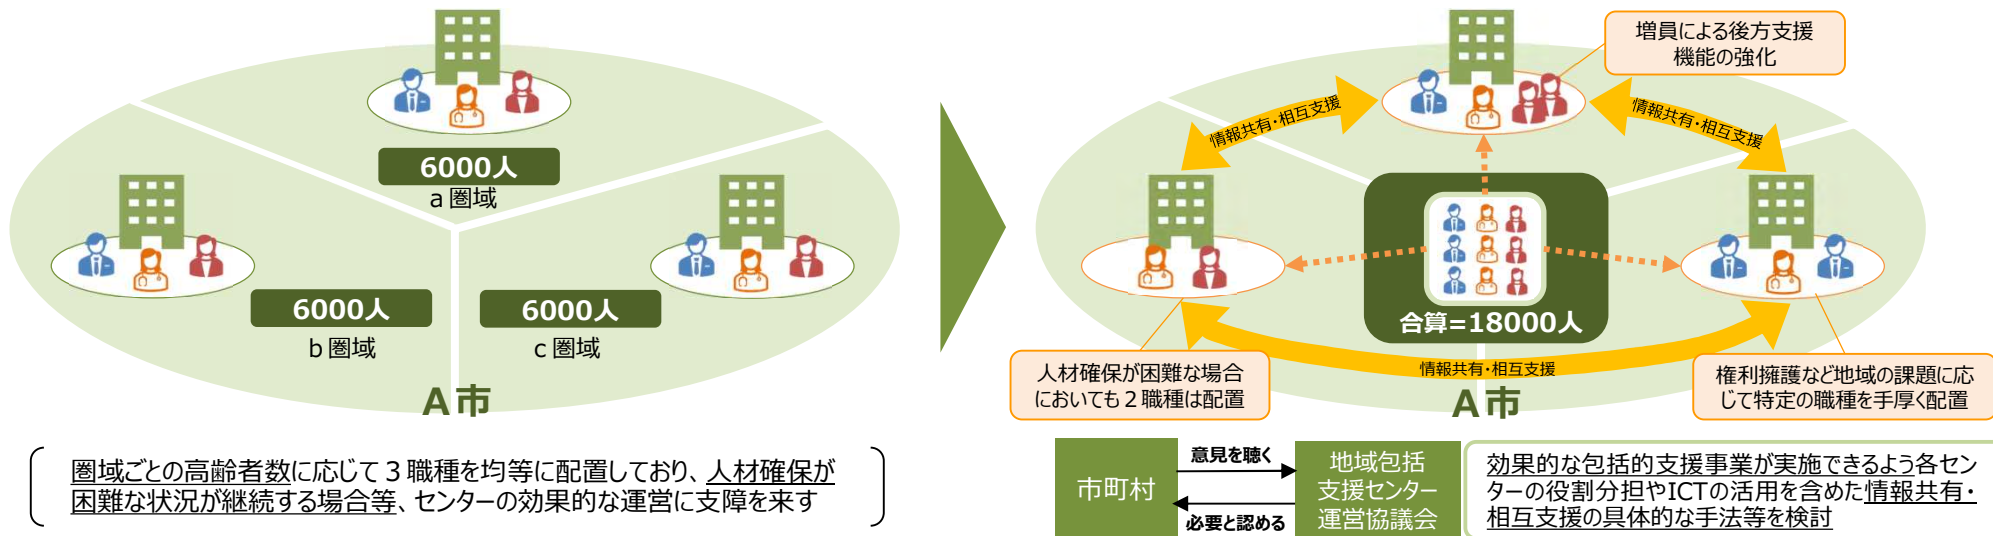 6000人
a圏域
6000人
b圏域
6000人
c圏域
A市
圏域ごとの高齢者数に応じて３職種を均等に配置しており、人材確保が
困難な状況が継続する場合等、センターの効果的な運営に支障を来す
増員による後方支援
機能の強化
情報共有・相互支援
情報共有・相互支援
合算=18000人
情報共有・相互支援
人材確保が困難な場合
においても２職種は配置
権利擁護など地域の課題に応
じて特定の職種を手厚く配置
A市
市町村
意見を聴く
必要と認める
地域包括
支援センター
運営協議会
効果的な包括的支援事業が実施できるよう各セン
ターの役割分担やICTの活用を含めた情報共有・
相互支援の具体的な手法等を検討